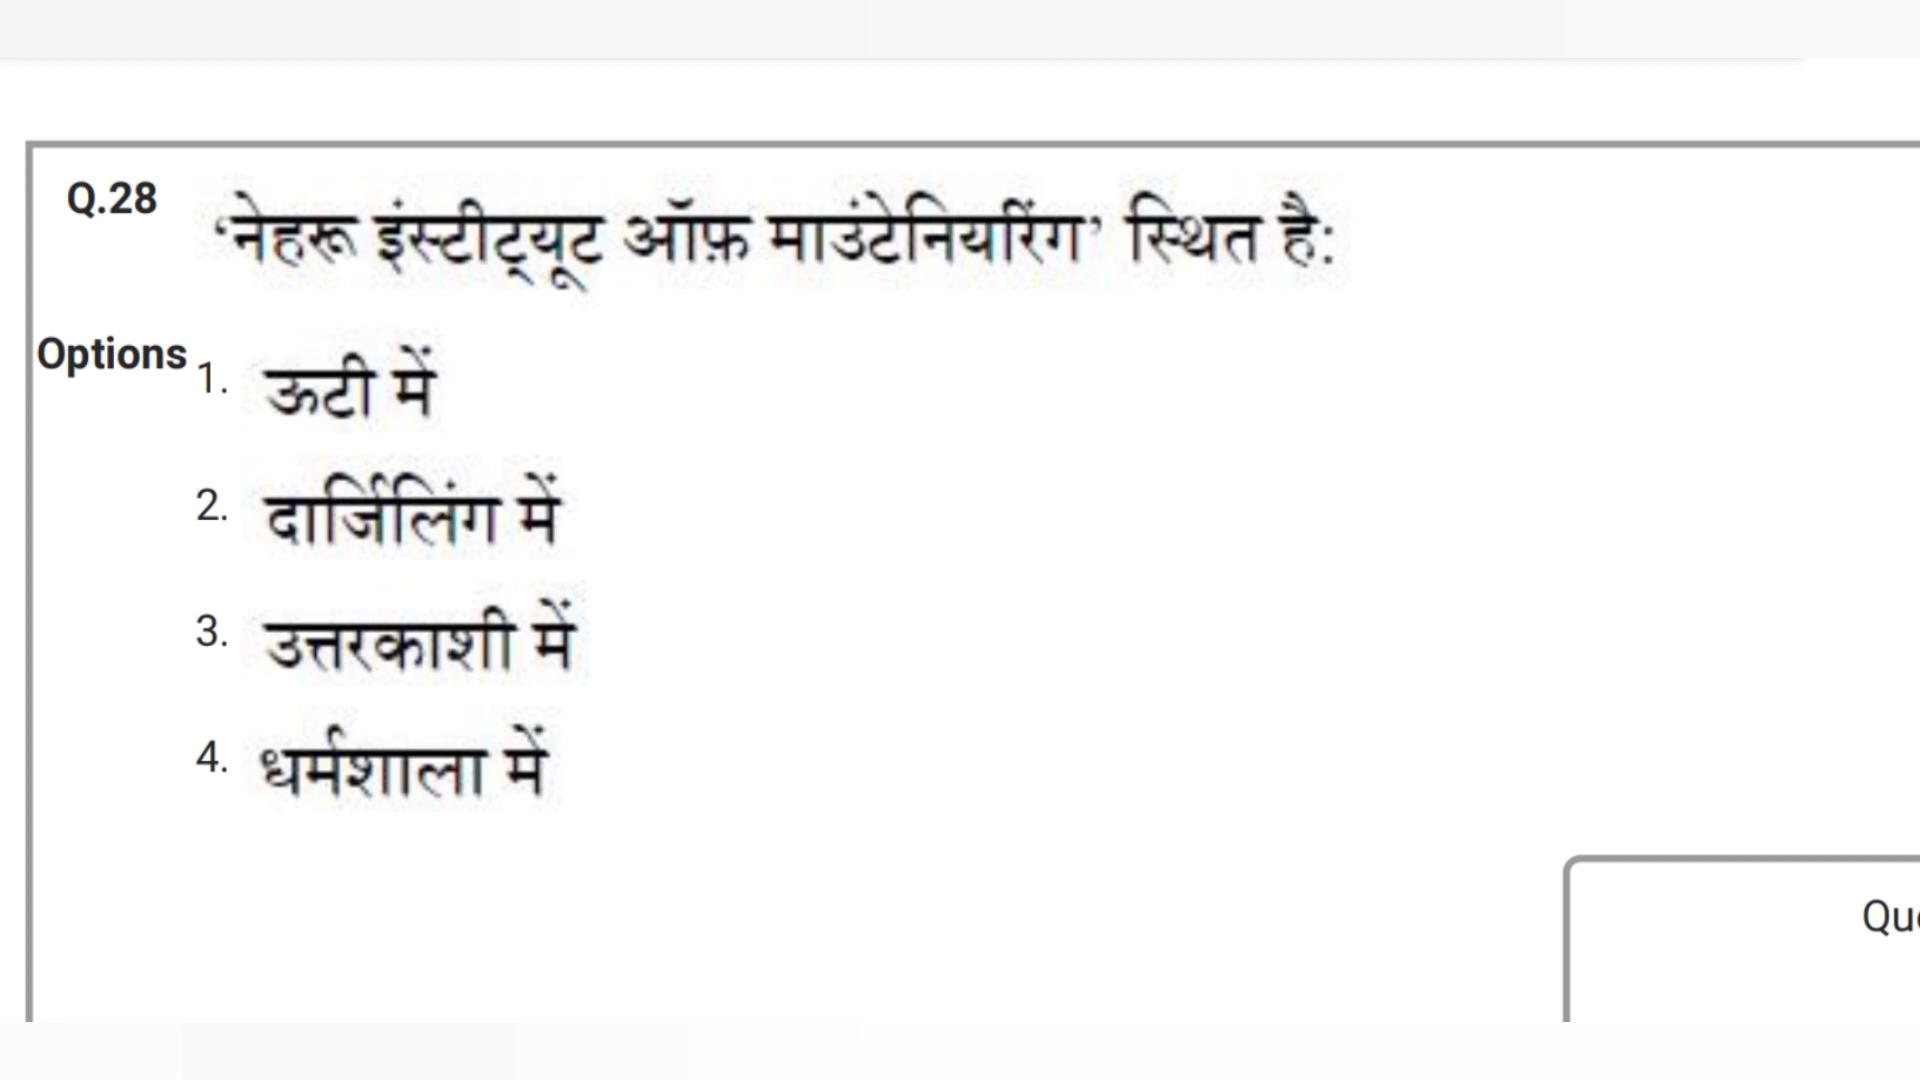 Q.28 ‘नेहरू इंस्टीट्यूट ऑफ़ माउंटेनियरिंग’ स्थित है:
Options 1. ऊटी में
2. दार्जिलिंग में
3. उत्तरकाशी में
4. धर्मशाला में